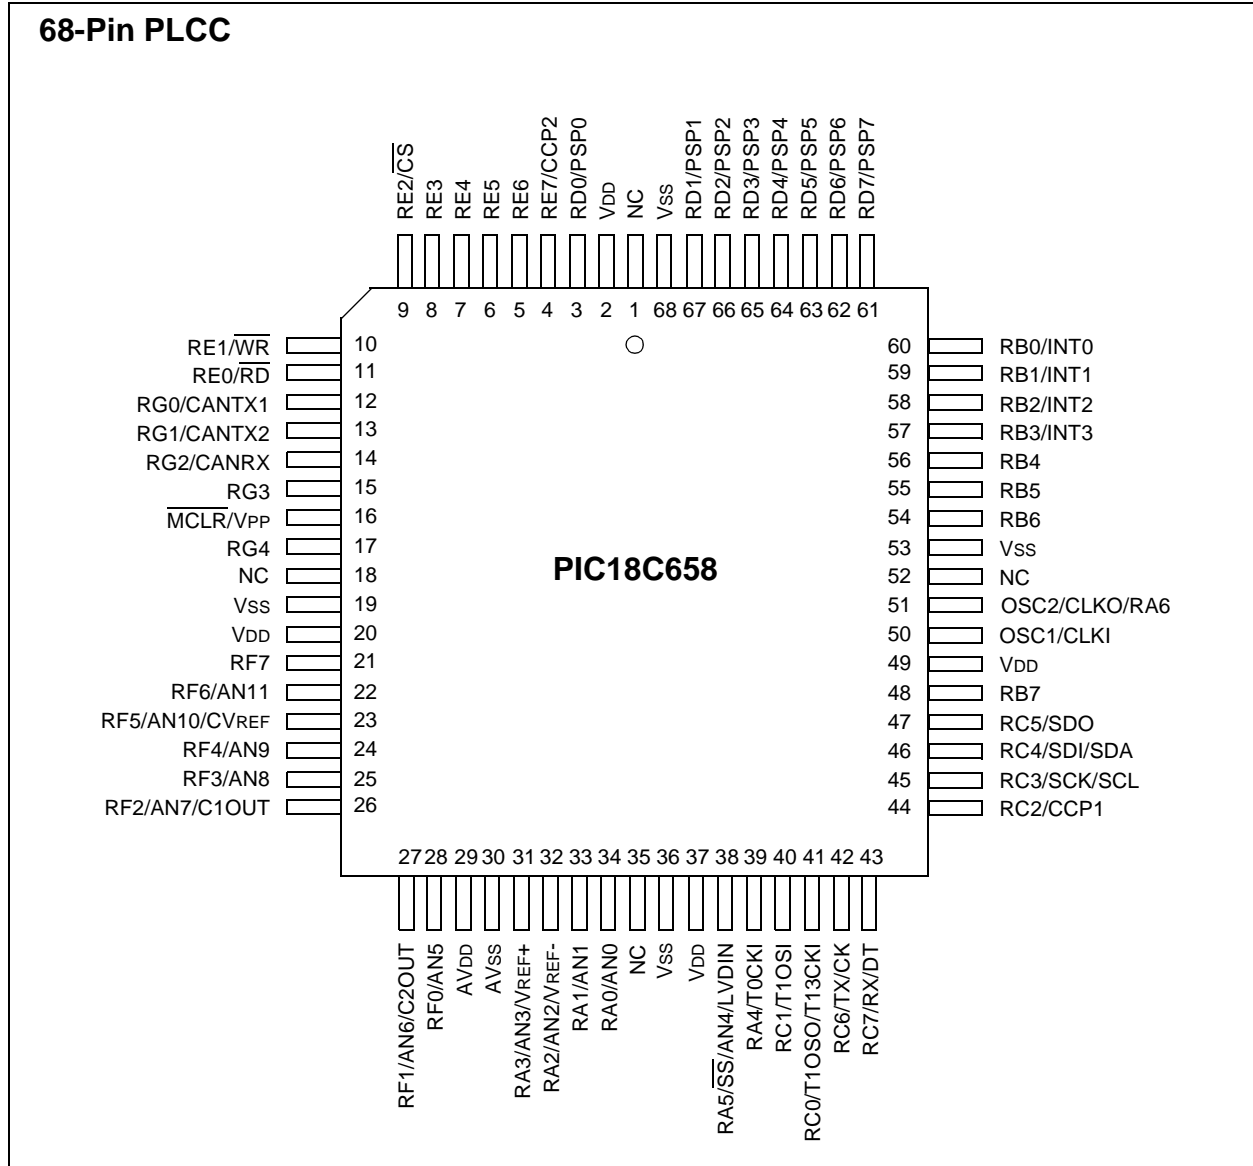 68-Pin PLCC
RE2/CS
RE3
RE4
RE5
RE6
RE7/CCP2
RD0/PSP0
VDD
NC
VSS
RD1/PSP1
RD2/PSP2
RD3/PSP3
RD4/PSP4
RD5/PSP5
RD6/PSP6
RD7/PSP7
9 8 7 6 5 4 3 2 1 68 67 66 65 64 63 62 61
RE1/WR 10
RE0/RD 11
RG0/CANTX1 12
RG1/CANTX2 13
RG2/CANRX 14
RG3 15
MCLR/VPP 16
RG4 17
NC 18
VSS 19
VDD 20
RF7 21
RF6/AN11 22
RF5/AN10/CVREF 23
RF4/AN9 24
RF3/AN8 25
RF2/AN7/C1OUT 26
PIC18C658
60 RB0/INT0
59 RB1/INT1
58 RB2/INT2
57 RB3/INT3
56 RB4
55 RB5
54 RB6
53 VSS
52 NC
51 OSC2/CLKO/RA6
50 OSC1/CLKI
49 VDD
48 RB7
47 RC5/SDO
46 RC4/SDI/SDA
45 RC3/SCK/SCL
44 RC2/CCP1
27 28 29 30 31 32 33 34 35 36 37 38 39 40 41 42 43
RF1/AN6/C2OUT
RF0/AN5
AVDD
AVSS
RA3/AN3/VREF+
RA2/AN2/VREF-
RA1/AN1
RA0/AN0
NC
VSS
VDD
RA5/SS/AN4/LVDIN
RA4/T0CKI
RC1/T1OSI
RC0/T1OSO/T13CKI
RC6/TX/CK
RC7/RX/DT